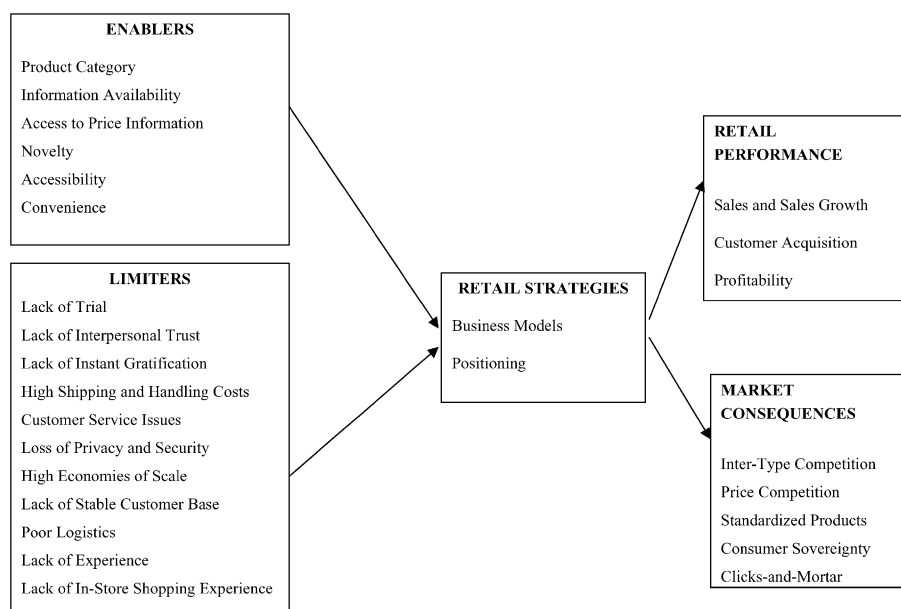 ENABLERS
Product Category
Information Availability
Access to Price Information
Novelty
Accessibility
Convenience
LIMITERS
Lack of Trial
Lack of Interpersonal Trust
Lack of Instant Gratification
High Shipping and Handling Costs
Customer Service Issues
Loss of Privacy and Security
High Economies of Scale
Lack of Stable Customer Base
Poor Logistics
Lack of Experience
Lack of In-Store Shopping Experience
RETAIL STRATEGIES
Business Models
Positioning
RETAIL
PERFORMANCE
Sales and Sales Growth
Customer Acquisition
Profitability
MARKET
CONSEQUENCES
Inter-Type Competition
Price Competition
Standardized Products
Consumer Sovereignty
Clicks-and-Mortar